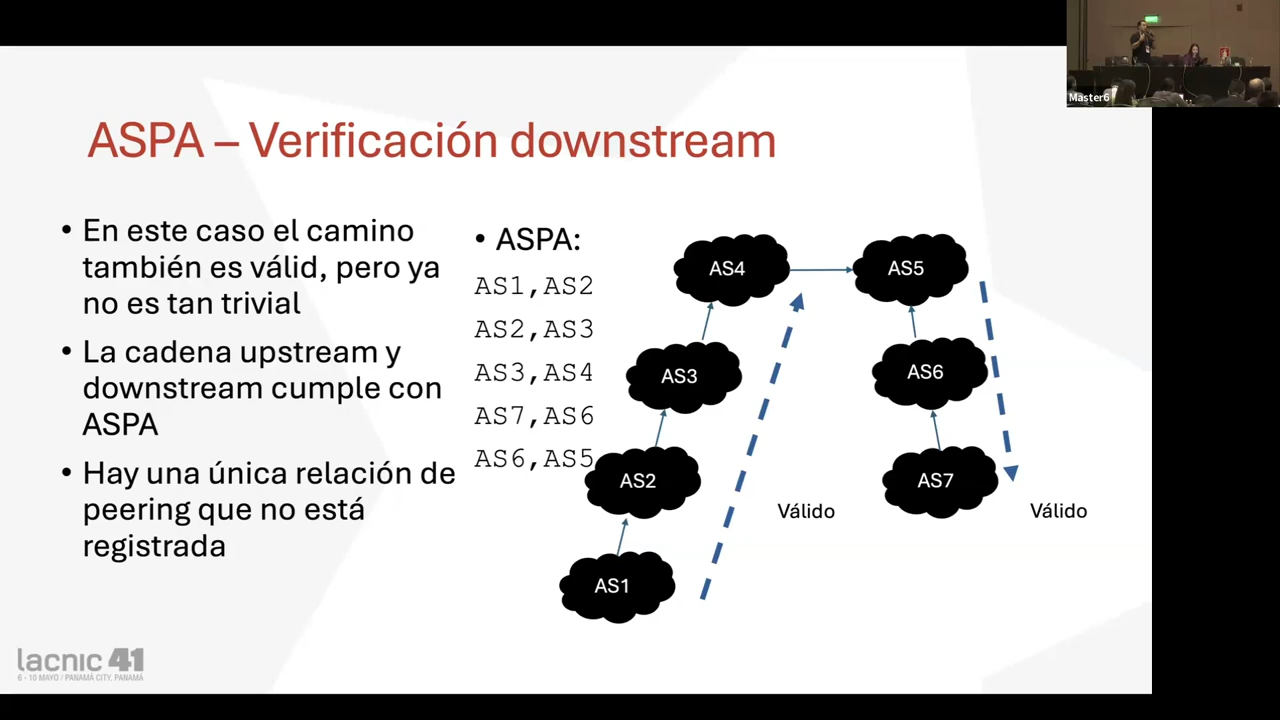 Master6
ASPA – Verificación downstream
• En este caso el camino
también es válid, pero ya
no es tan trivial
• La cadena upstream y
downstream cumple con
ASPA
• Hay una única relación de
peering que no está
registrada
• ASPA:
AS1,AS2
AS2,AS3
AS3,AS4
AS7,AS6
AS6,AS5
AS4
AS5
AS3
AS6
AS2
AS7
Válido
Válido
AS1
lacnic 41
6 - 10 MAYO / PANAMÁ CITY, PANAMÁ